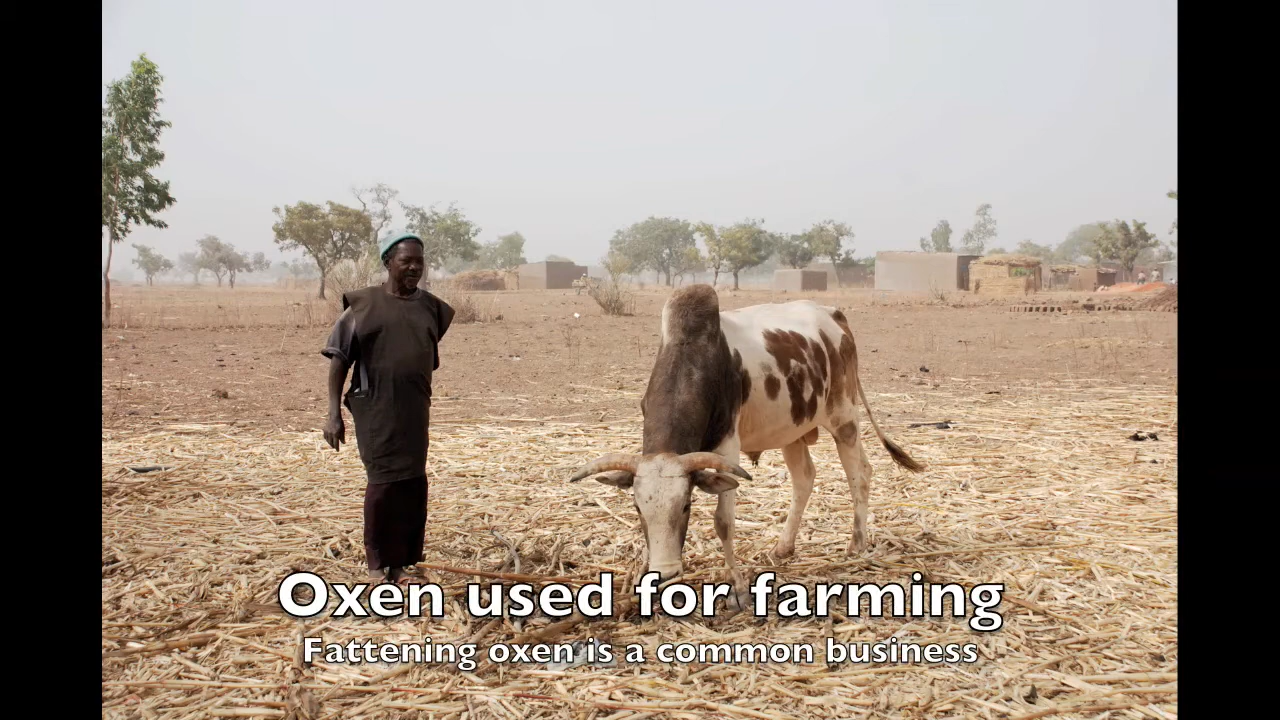 Oxen used for farming
Fattening oxen is a common business